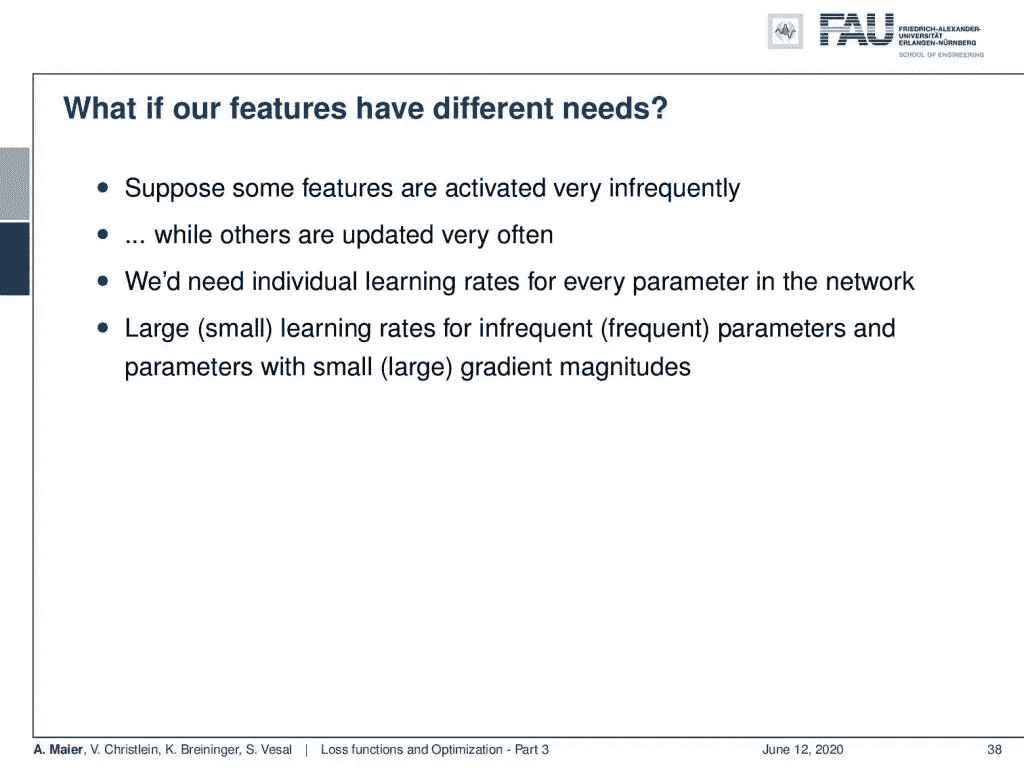 FAU
FRIEDRICH-ALEXANDER-
UNIVERSITÄT
ERLANGEN-NÜRNBERG
SCHOOL OF ENGINEERING
What if our features have different needs?
• Suppose some features are activated very infrequently
• ... while others are updated very often
• We'd need individual learning rates for every parameter in the network
• Large (small) learning rates for infrequent (frequent) parameters and
parameters with small (large) gradient magnitudes
A. Maier, V. Christlein, K. Breininger, S. Vesal | Loss functions and Optimization - Part 3 June 12, 2020 38